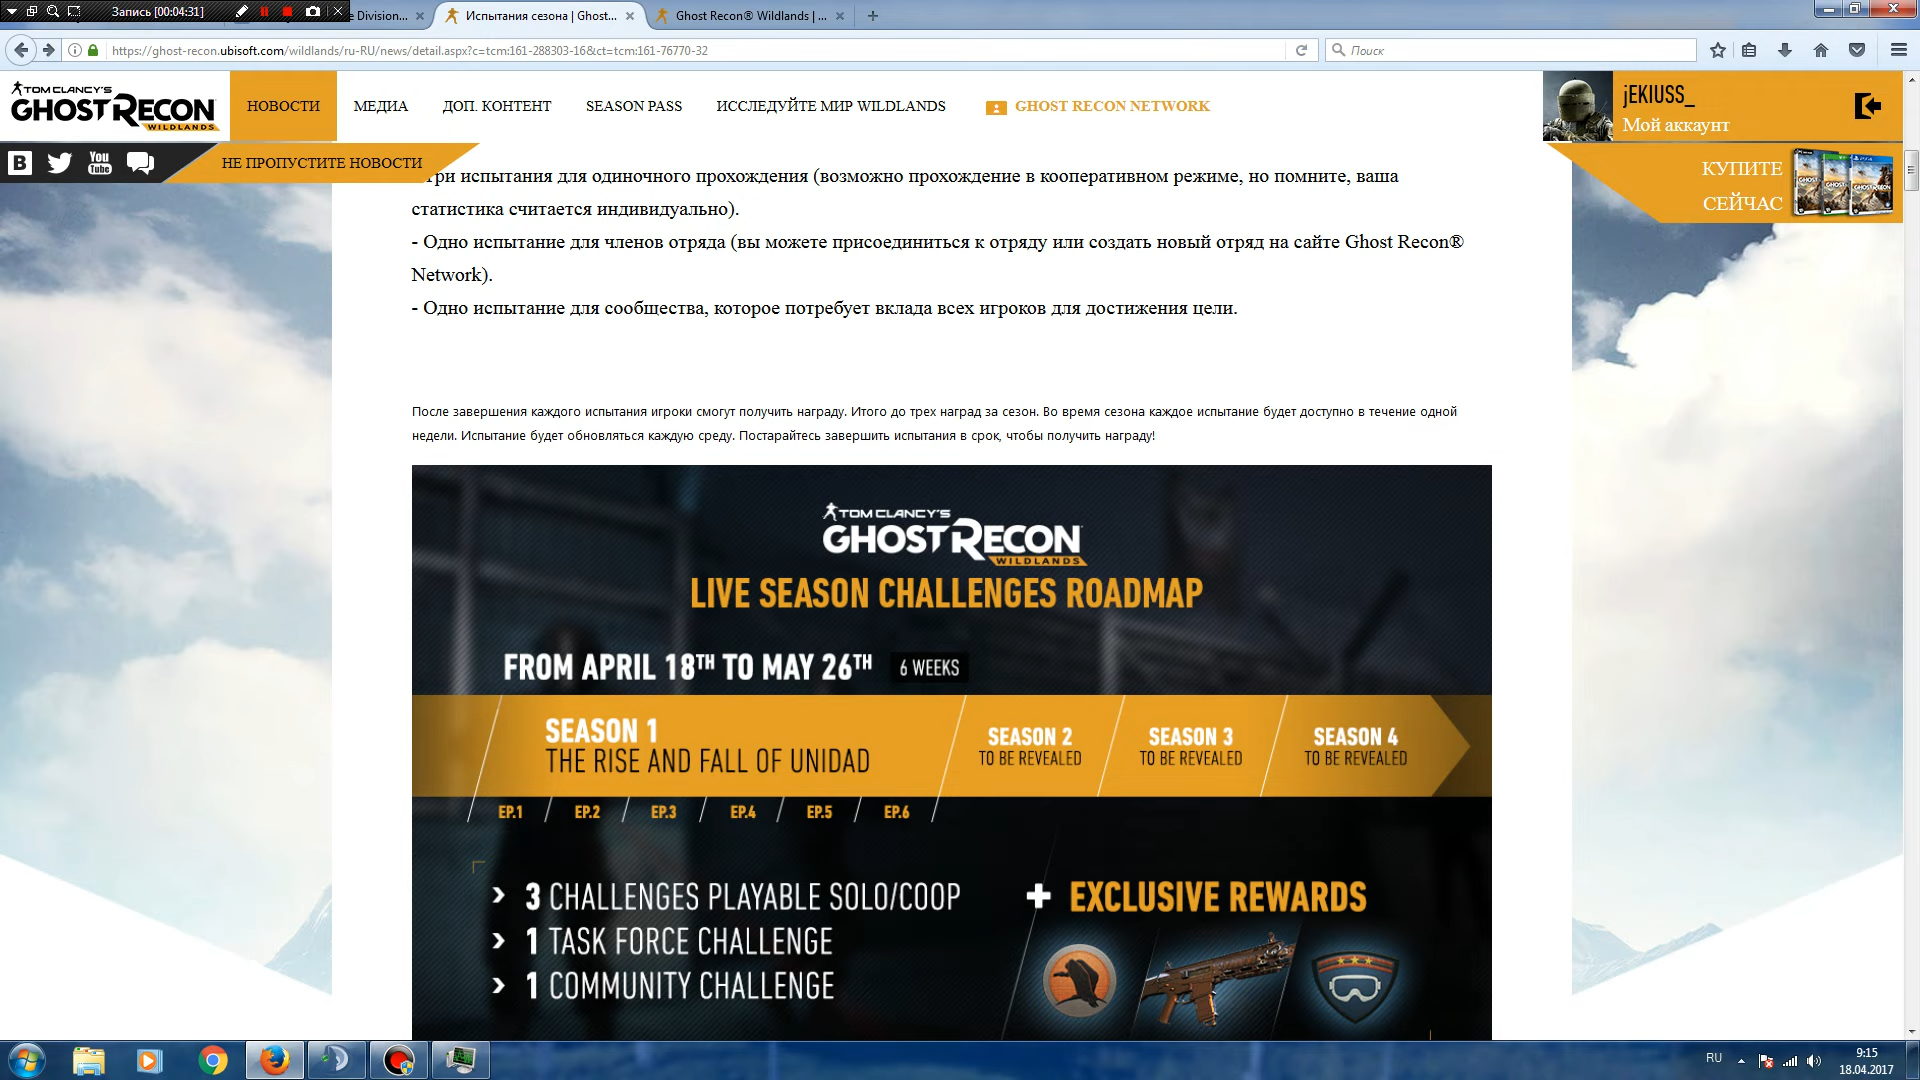 Запись [00:04:31]
e Division...
Испытания сезона | Ghost...
Ghost Recon® Wildlands | ...
https://ghost-recon.ubisoft.com/wildlands/ru-RU/news/detail.aspx?c=tcm:161-288303-16&ct=tcm:161-76770-32
Поиск
TOM CLANCY'S
GHOST RECON
WILDLANDS
НОВОСТИ
МЕДИА
ДОП. КОНТЕНТ
SEASON PASS
ИССЛЕДУЙТЕ МИР WILDLANDS
GHOST RECON NETWORK
jEKIUSS_
Мой аккаунт
You Tube
НЕ ПРОПУСТИТЕ НОВОСТИ
КУПИТЕ
СЕЙЧАС
три испытания для одиночного прохождения (возможно прохождение в кооперативном режиме, но помните, ваша
статистика считается индивидуально).
- Одно испытание для членов отряда (вы можете присоединиться к отряду или создать новый отряд на сайте Ghost Recon®
Network).
- Одно испытание для сообщества, которое потребует вклада всех игроков для достижения цели.
После завершения каждого испытания игроки смогут получить награду. Итого до трех наград за сезон. Во время сезона каждое испытание будет доступно в течение одной
недели. Испытание будет обновляться каждую среду. Постарайтесь завершить испытания в срок, чтобы получить награду!
TOM CLANCY'S
GHOST RECON
WILDLANDS
LIVE SEASON CHALLENGES ROADMAP
FROM APRIL 18TH TO MAY 26TH 6 WEEKS
SEASON 1
THE RISE AND FALL OF UNIDAD
SEASON 2
TO BE REVEALED
SEASON 3
TO BE REVEALED
SEASON 4
TO BE REVEALED
EP.1 EP.2 EP.3 EP.4 EP.5 EP.6
› 3 CHALLENGES PLAYABLE SOLO/COOP
› 1 TASK FORCE CHALLENGE
› 1 COMMUNITY CHALLENGE
+ EXCLUSIVE REWARDS
RU
9:15
18.04.2017